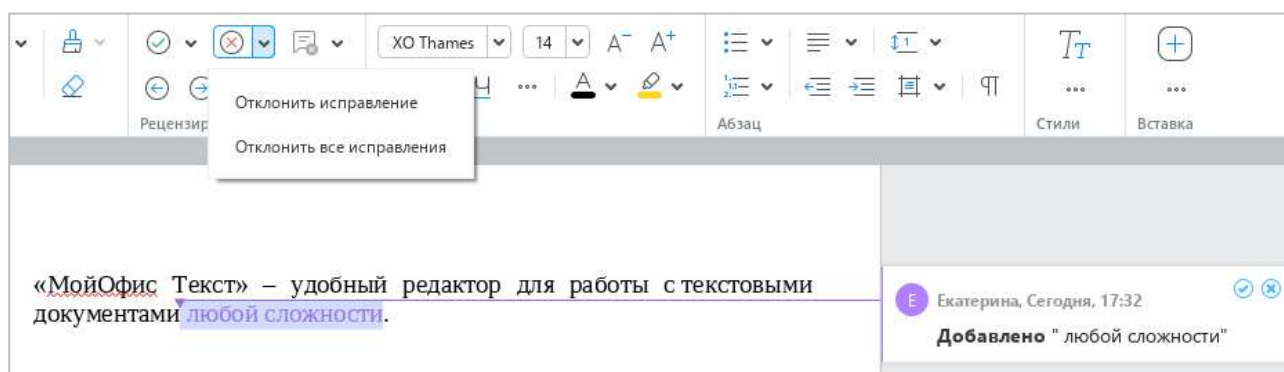 XO Thames 14 A⁻ A⁺
Отклонить исправление
Отклонить все исправления
Абзац
Стили
Вставка
«МойОфис Текст» – удобный редактор для работы с текстовыми
документами любой сложности.
Е
Екатерина, Сегодня, 17:32
Добавлено " любой сложности"